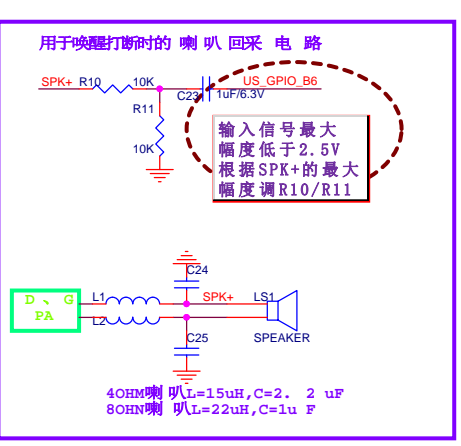 用于唤醒打断时的 喇叭回采 电 路
SPK+ R10 10K US_GPIO_B6
C23 1uF/6.3V
R11
10K
输入信号最大
幅度低于2.5V
根据SPK+的最大
幅度调R10/R11
C24
D、G L1 SPK+ LS1
PA
L2
C25 SPEAKER
4OHM喇 叭L=15uH,C=2. 2 uF
8OHN喇 叭L=22uH,C=1u F